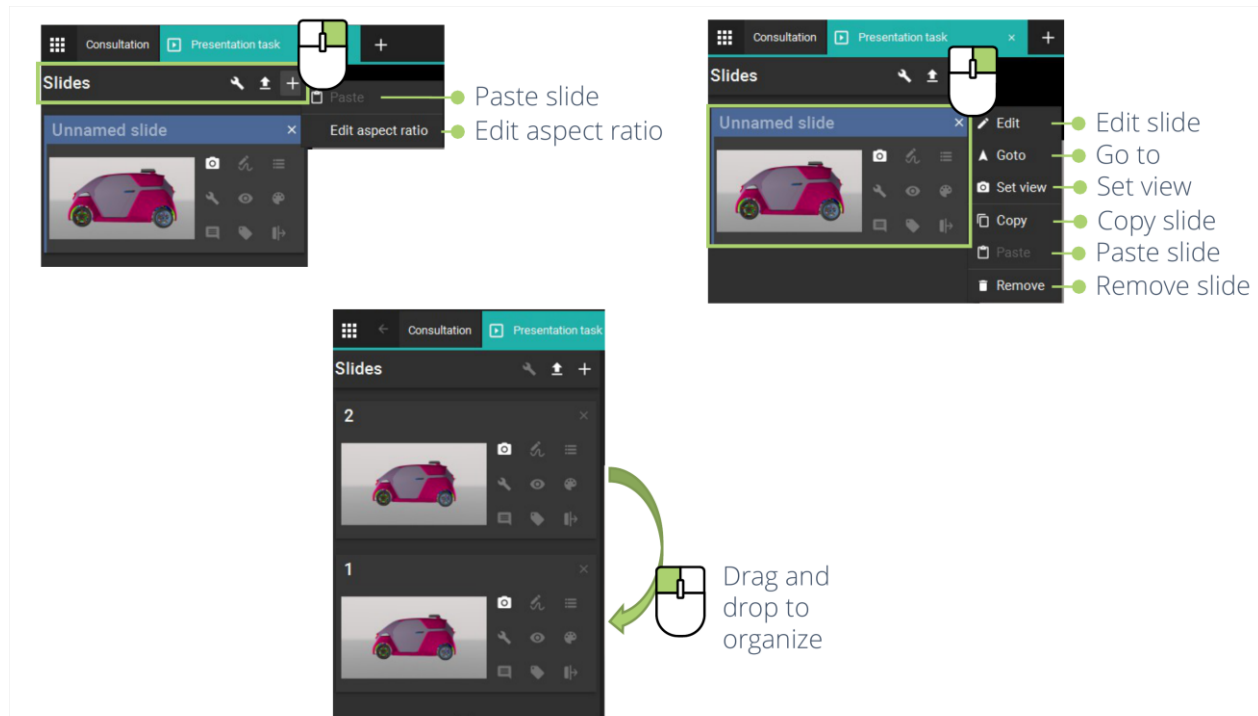 Consultation
Presentation task
Slides
Paste
Paste slide
Edit aspect ratio
Edit aspect ratio
Unnamed slide
Consultation
Presentation task
Slides
Unnamed slide
Edit
Edit slide
Goto
Go to
Set view
Set view
Copy
Copy slide
Paste
Paste slide
Remove
Remove slide
Consultation
Presentation task
Slides
2
1
Drag and
drop to
organize